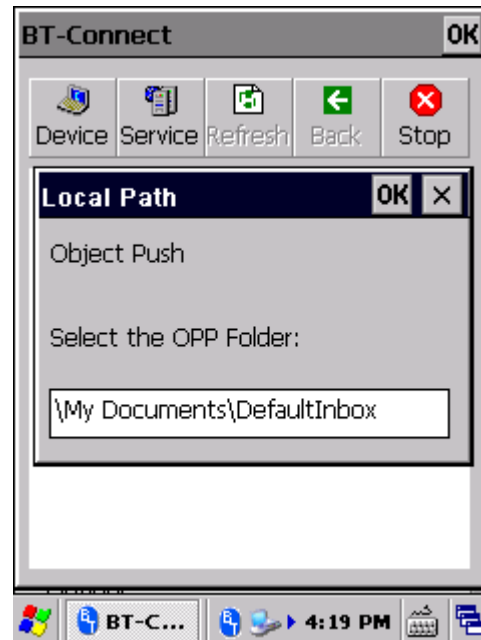 BT-Connect OK
Device Service Refresh Back Stop
Local Path OK
Object Push
Select the OPP Folder:
\My Documents\DefaultInbox
BT-C... 4:19 PM